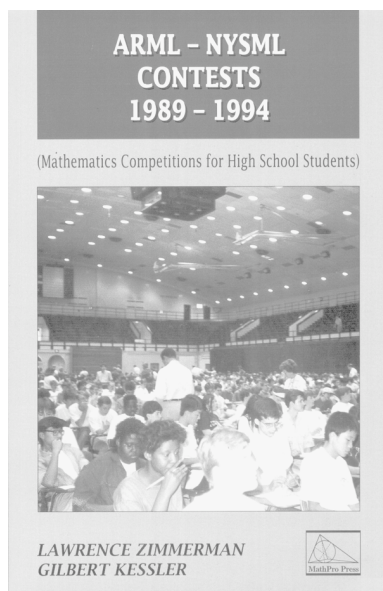 ARML – NYSML
CONTESTS
1989 – 1994
(Mathematics Competitions for High School Students)
LAWRENCE ZIMMERMAN
GILBERT KESSLER
MathPro Press